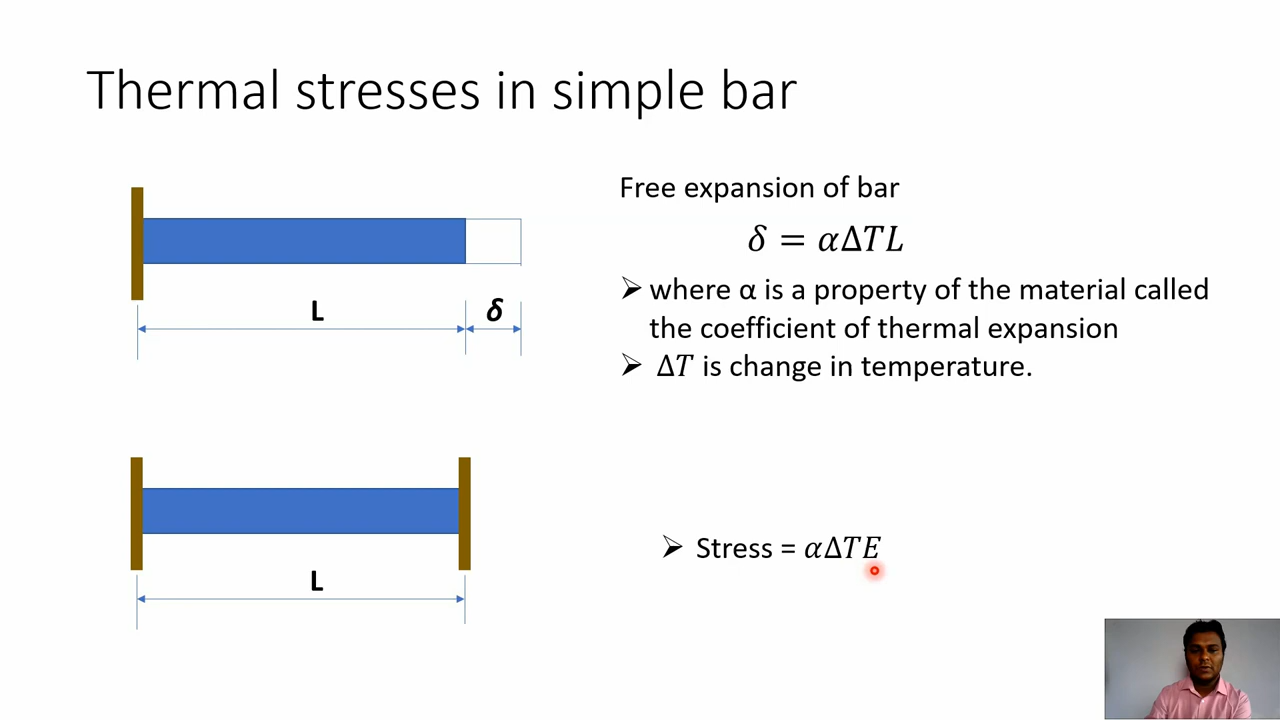 Thermal stresses in simple bar
Free expansion of bar
𝛿 = 𝛼Δ𝑇𝐿
➢ where α is a property of the material called
the coefficient of thermal expansion
➢ Δ𝑇 is change in temperature.
L
δ
➢ Stress = 𝛼Δ𝑇𝐸
L